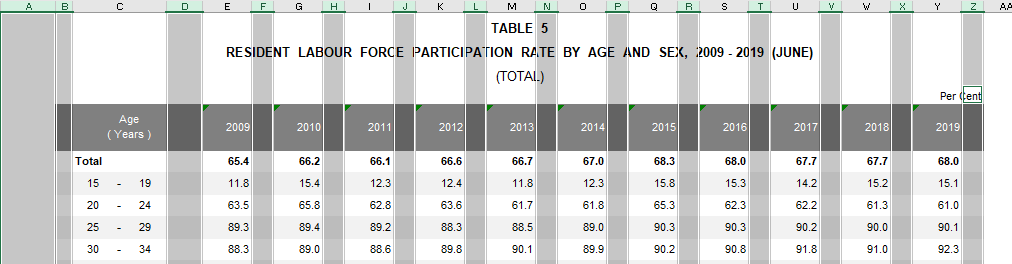 A B C D E F G H I J K L M N O P Q R S T U V W X Y Z AA
TABLE 5
RESIDENT LABOUR FORCE PARTICIPATION RATE BY AGE AND SEX, 2009 - 2019 (JUNE)
(TOTAL)
Per Cent
Age
( Years ) 2009 2010 2011 2012 2013 2014 2015 2016 2017 2018 2019
Total 65.4 66.2 66.1 66.6 66.7 67.0 68.3 68.0 67.7 67.7 68.0
15 - 19 11.8 15.4 12.3 12.4 11.8 12.3 15.8 15.3 14.2 15.2 15.1
20 - 24 63.5 65.8 62.8 63.6 61.7 61.8 65.3 62.3 62.2 61.3 61.0
25 - 29 89.3 89.4 89.2 88.3 88.5 89.0 90.3 90.3 90.2 90.0 90.1
30 - 34 88.3 89.0 88.6 89.8 90.1 89.9 90.2 90.8 91.8 91.0 92.3